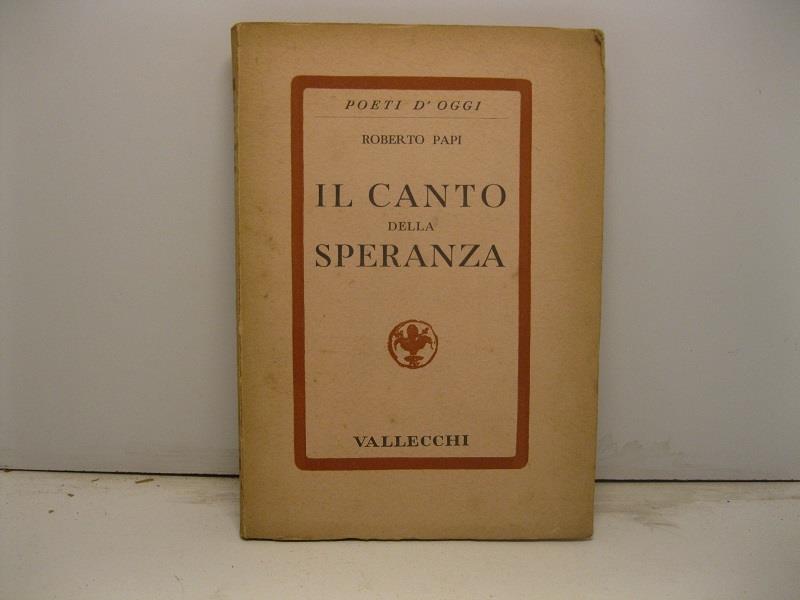 POETI D'OGGI
ROBERTO PAPI
IL CANTO
DELLA
SPERANZA
VALLECCHI